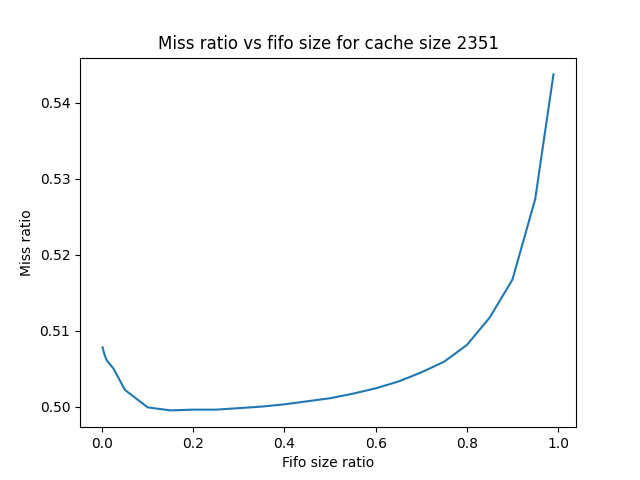 Miss ratio vs fifo size for cache size 2351
0.54
0.53
0.52
0.51
0.50
Miss ratio
0.0 0.2 0.4 0.6 0.8 1.0
Fifo size ratio